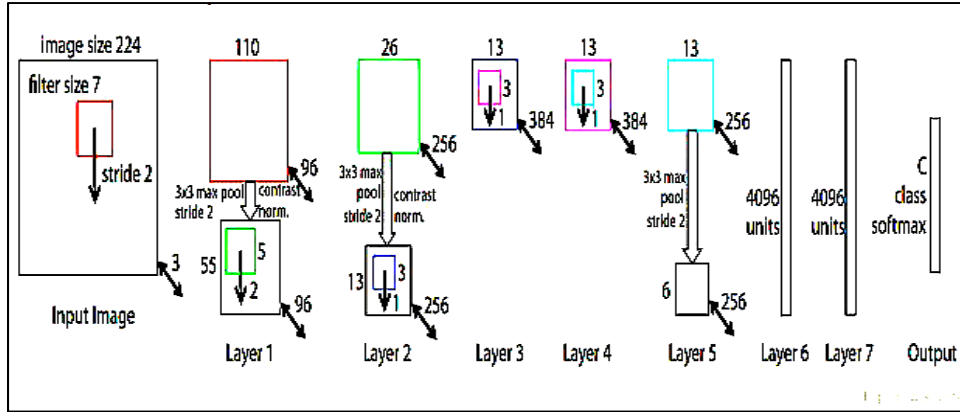 image size 224
filter size 7
stride 2
3
Input Image
110
96
3x3 max pool stride 2
contrast norm.
55
5
2
96
Layer 1
26
256
3x3 max pool stride 2
contrast norm.
13
3
1
256
Layer 2
13
3
1
384
Layer 3
13
3
1
384
Layer 4
13
256
3x3 max pool stride 2
6
256
Layer 5
4096 units
Layer 6
4096 units
Layer 7
C class softmax
Output